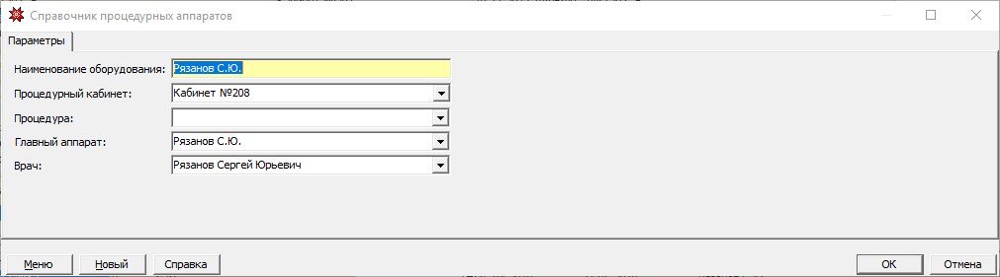 Справочник процедурных аппаратов
Параметры
Наименование оборудования: Рязанов С.Ю.
Процедурный кабинет: Кабинет №208
Процедура:
Главный аппарат: Рязанов С.Ю.
Врач: Рязанов Сергей Юрьевич
Меню Новый Справка OK Отмена